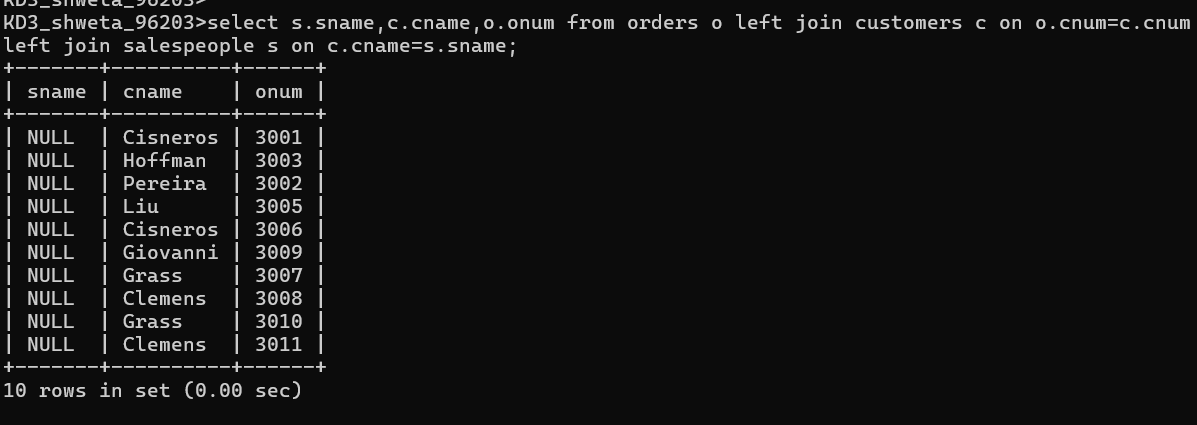 KD3_shweta_96203>
KD3_shweta_96203>select s.sname,c.cname,o.onum from orders o left join customers c on o.cnum=c.cnum
left join salespeople s on c.cname=s.sname;
+-------+----------+------+
| sname | cname    | onum |
+-------+----------+------+
| NULL  | Cisneros | 3001 |
| NULL  | Hoffman  | 3003 |
| NULL  | Pereira  | 3002 |
| NULL  | Liu      | 3005 |
| NULL  | Cisneros | 3006 |
| NULL  | Giovanni | 3009 |
| NULL  | Grass    | 3007 |
| NULL  | Clemens  | 3008 |
| NULL  | Grass    | 3010 |
| NULL  | Clemens  | 3011 |
+-------+----------+------+
10 rows in set (0.00 sec)